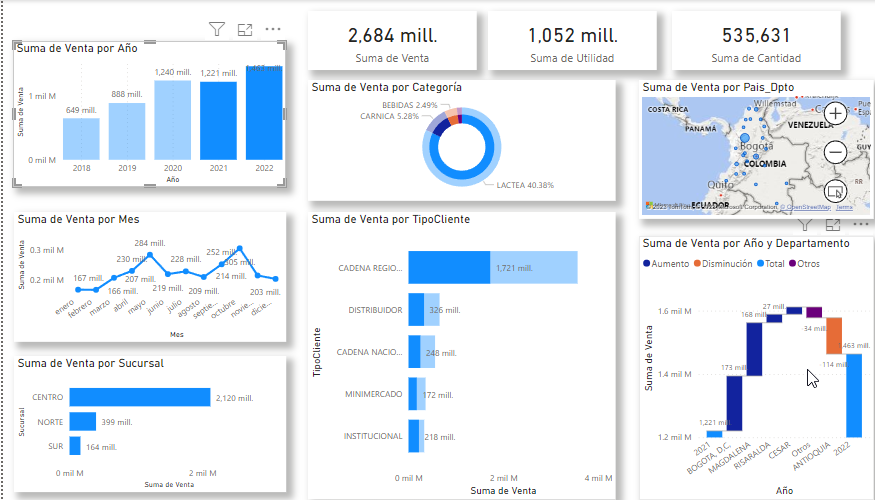 2,684 mill.
Suma de Venta
1,052 mill.
Suma de Utilidad
535,631
Suma de Cantidad
Suma de Venta por Año
Suma de Venta
1 mil M
0 mil M
649 mill.
888 mill.
1,240 mill.
1,221 mill.
2018
2019
2020
2021
2022
Año
Suma de Venta por Categoría
BEBIDAS 2.49%
CARNICA 5.28%
LACTEA 40.38%
Suma de Venta por Pais_Dpto
COSTA RICA
PANAMÁ
Willemstad
VENEZUELA
Bogotá
COLOMBIA
Quito
ECUADOR
RR
© OpenStreetMap
Terms
Suma de Venta por Mes
Suma de Venta
0.3 mil M
0.2 mil M
167 mill.
166 mill.
230 mill.
207 mill.
284 mill.
219 mill.
228 mill.
209 mill.
252 mill.
214 mill.
305 mill.
203 mill.
enero
febrero
marzo
abril
mayo
junio
julio
agosto
septie...
octubre
novie...
dicie...
Mes
Suma de Venta por TipoCliente
TipoCliente
CADENA REGIO...
1,721 mill.
DISTRIBUIDOR
326 mill.
CADENA NACIO...
248 mill.
MINIMERCADO
172 mill.
INSTITUCIONAL
218 mill.
0 mil M
2 mil M
4 mil M
Suma de Venta
Suma de Venta por Año y Departamento
Aumento
Disminución
Total
Otros
Suma de Venta
1.6 mil M
1.4 mil M
1.2 mil M
1,221 mill.
173 mill.
168 mill.
27 mill.
34 mill.
114 mill.
2021
BOGOTA, D.C.
MAGDALENA
RISARALDA
CESAR
Otros
ANTIOQUIA
2022
Año
Suma de Venta por Sucursal
Sucursal
CENTRO
2,120 mill.
NORTE
399 mill.
SUR
164 mill.
0 mil M
2 mil M
Suma de Venta